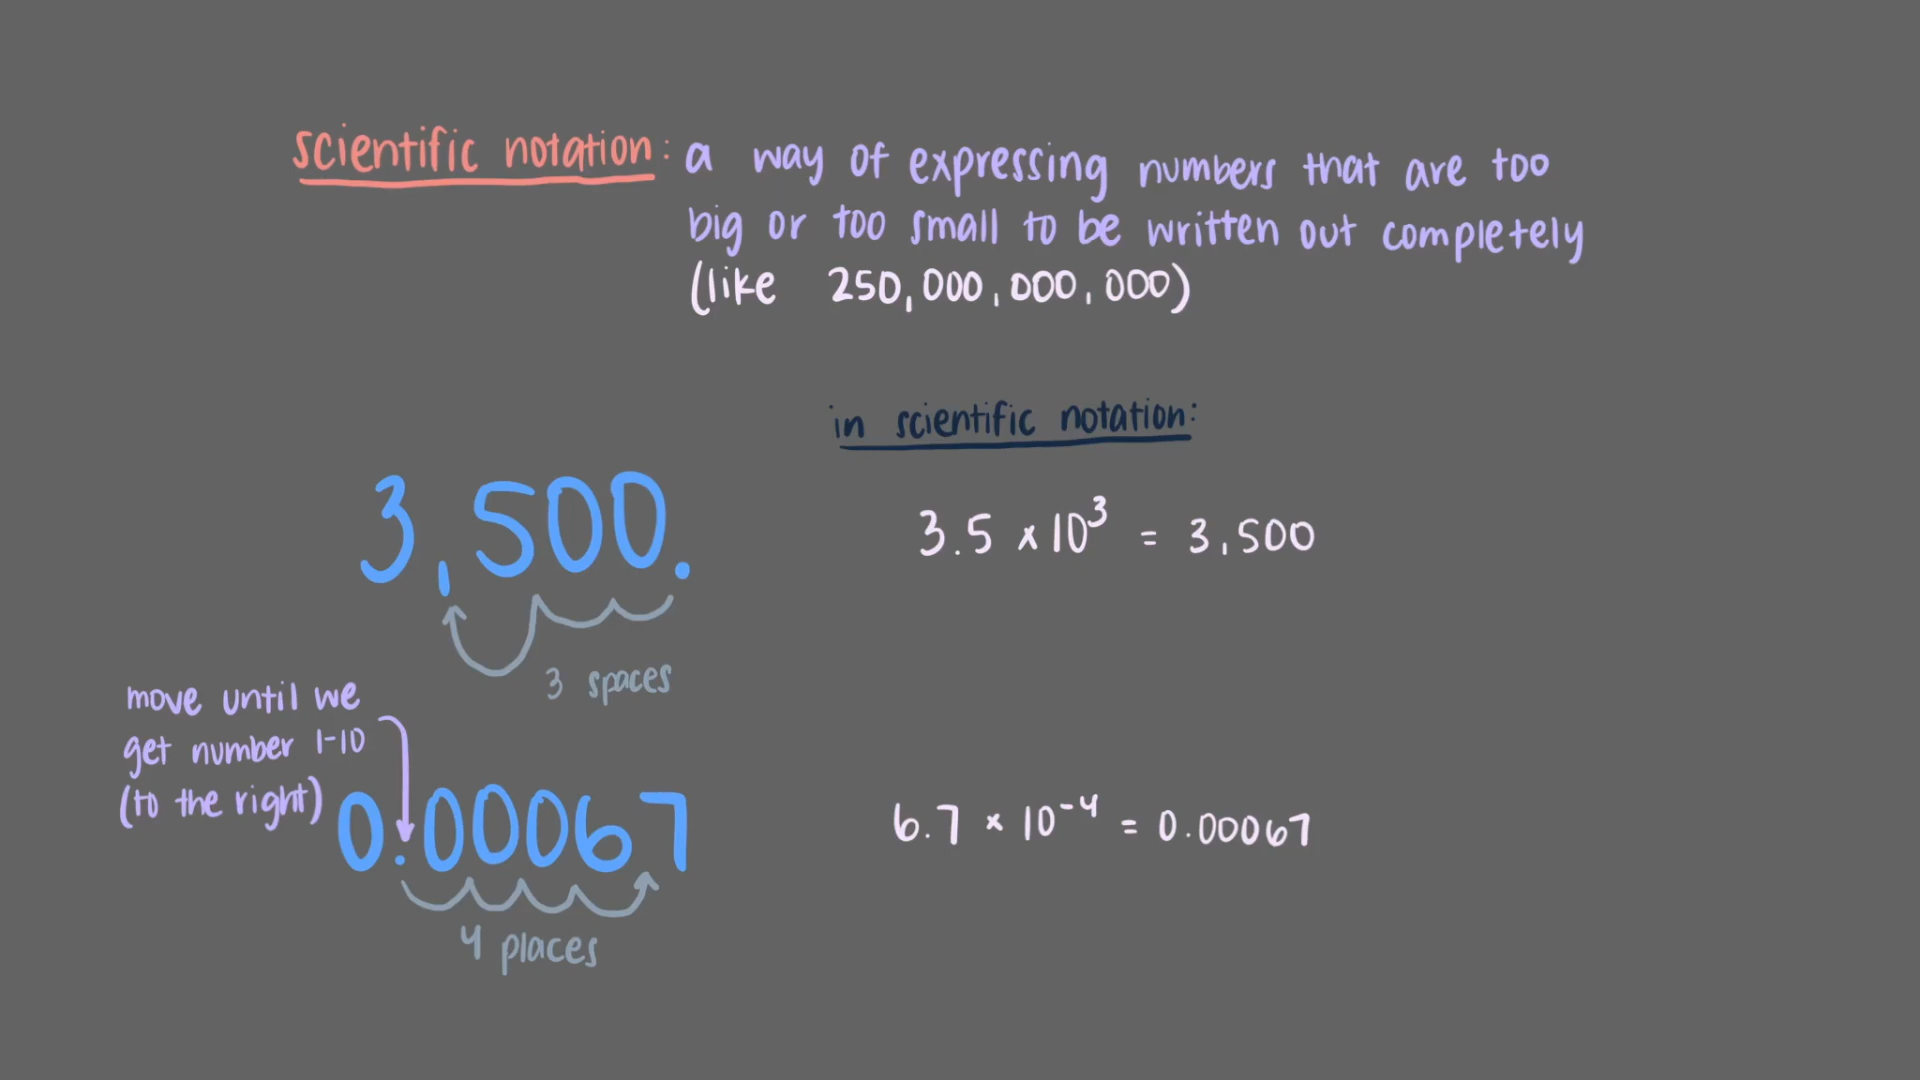 scientific notation: a way of expressing numbers that are too
big or too small to be written out completely
(like 250,000,000,000)
in scientific notation:
3,500.
3.5 × 10³ = 3,500
3 spaces
move until we
get number 1-10
(to the right)
0.00067
6.7 × 10⁻⁴ = 0.00067
4 places